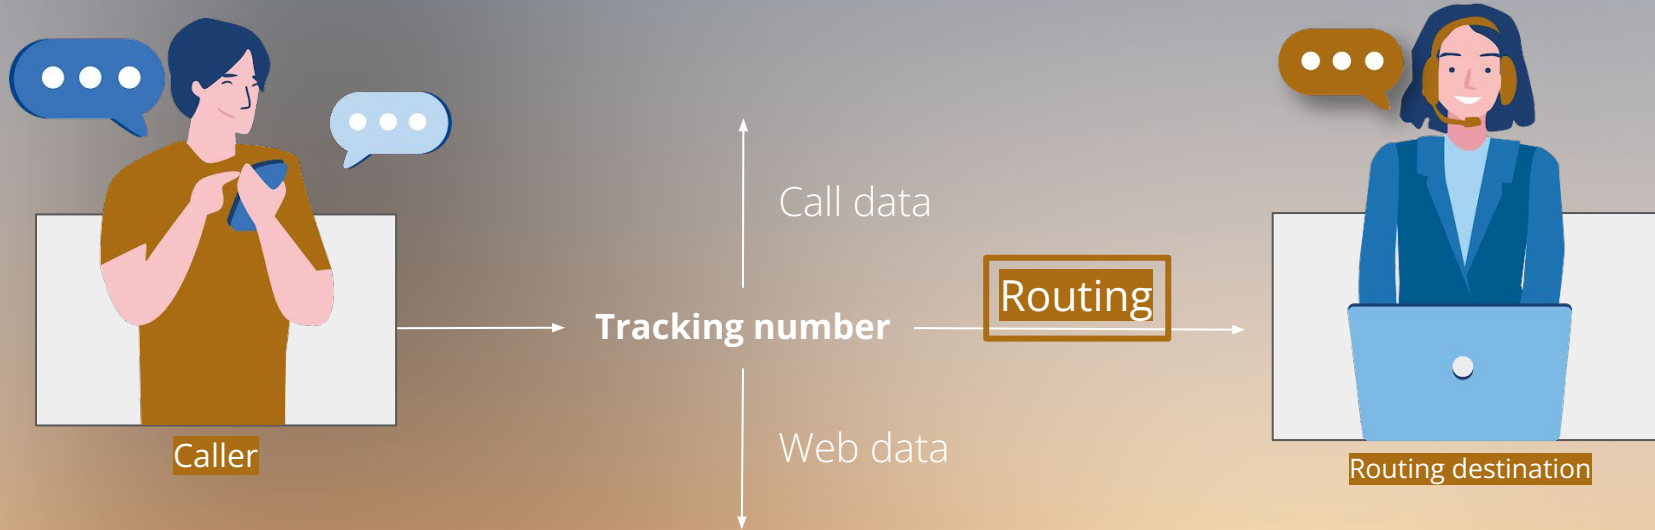 Call data
Routing
Tracking number
Web data
Caller
Routing destination